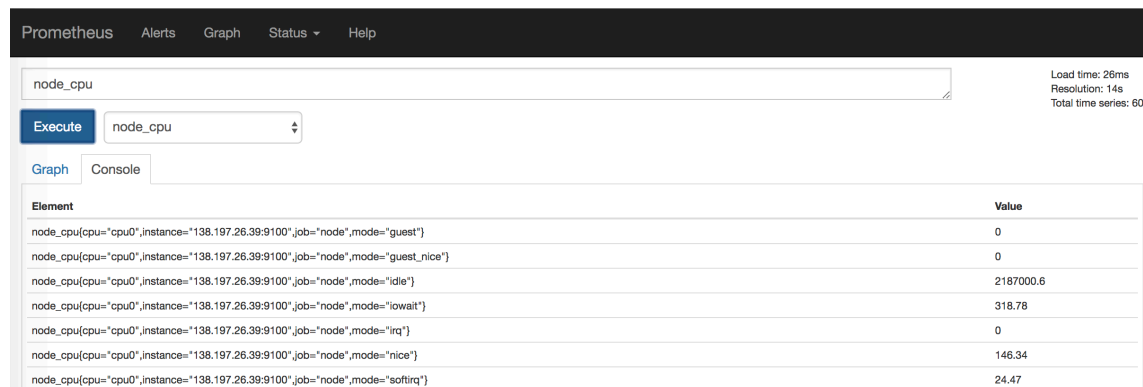 Prometheus Alerts Graph Status Help
node_cpu
Load time: 26ms
Resolution: 14s
Total time series: 60
Execute node_cpu
Graph Console
Element Value
node_cpu{cpu="cpu0",instance="138.197.26.39:9100",job="node",mode="guest"} 0
node_cpu{cpu="cpu0",instance="138.197.26.39:9100",job="node",mode="guest_nice"} 0
node_cpu{cpu="cpu0",instance="138.197.26.39:9100",job="node",mode="idle"} 2187000.6
node_cpu{cpu="cpu0",instance="138.197.26.39:9100",job="node",mode="iowait"} 318.78
node_cpu{cpu="cpu0",instance="138.197.26.39:9100",job="node",mode="irq"} 0
node_cpu{cpu="cpu0",instance="138.197.26.39:9100",job="node",mode="nice"} 146.34
node_cpu{cpu="cpu0",instance="138.197.26.39:9100",job="node",mode="softirq"} 24.47